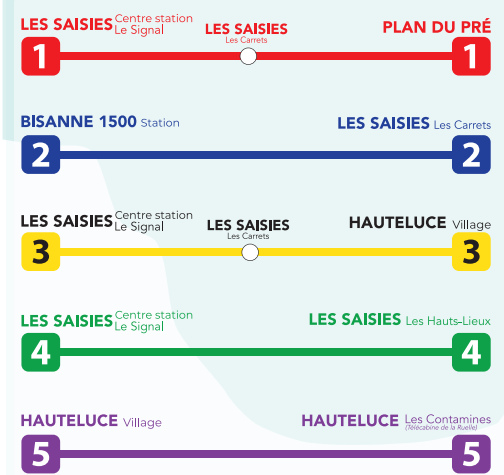 LES SAISIES Centre station
Le Signal
LES SAISIES
Les Carrets
PLAN DU PRÉ
1 1
BISANNE 1500 Station
LES SAISIES Les Carrets
2 2
LES SAISIES Centre station
Le Signal
LES SAISIES
Les Carrets
HAUTELUCE Village
3 3
LES SAISIES Centre station
Le Signal
LES SAISIES Les Hauts-Lieux
4 4
HAUTELUCE Village
HAUTELUCE Les Contamines
(Télécabine de la Ruelle)
5 5